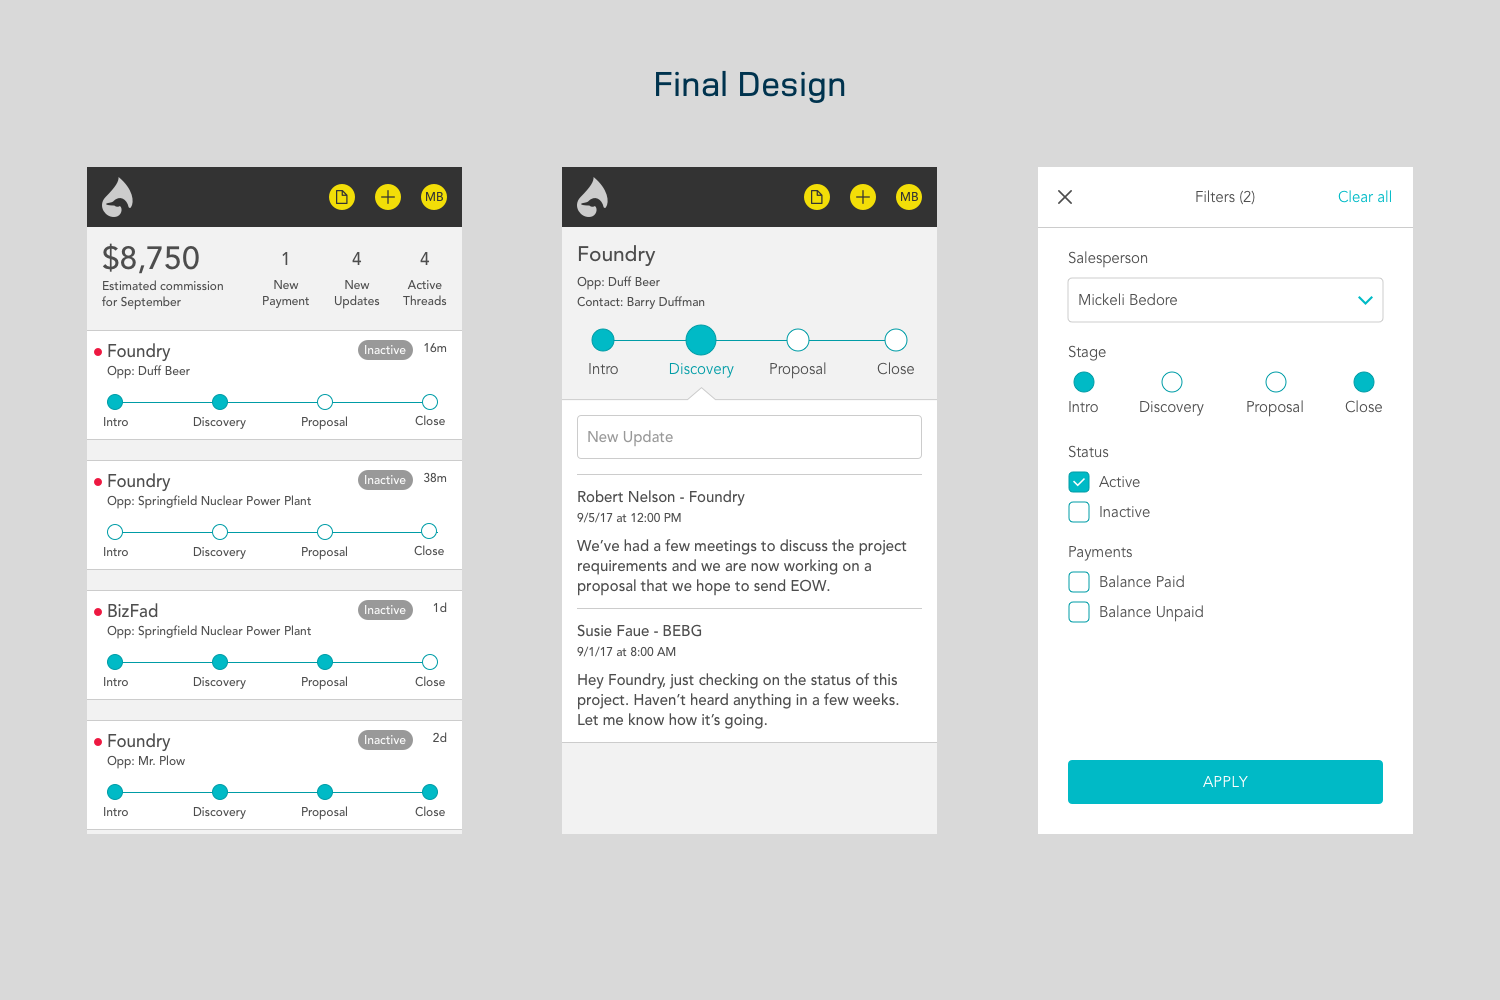 Final Design
MB
$8,750
Estimated commission
for September
1
New
Payment
4
New
Updates
4
Active
Threads
Foundry
Inactive
16m
Opp: Duff Beer
Intro
Discovery
Proposal
Close
Foundry
Inactive
38m
Opp: Springfield Nuclear Power Plant
Intro
Discovery
Proposal
Close
BizFad
Inactive
1d
Opp: Springfield Nuclear Power Plant
Intro
Discovery
Proposal
Close
Foundry
Inactive
2d
Opp: Mr. Plow
Intro
Discovery
Proposal
Close
MB
Foundry
Opp: Duff Beer
Contact: Barry Duffman
Intro
Discovery
Proposal
Close
New Update
Robert Nelson - Foundry
9/5/17 at 12:00 PM
We've had a few meetings to discuss the project
requirements and we are now working on a
proposal that we hope to send EOW.
Susie Faue - BEBG
9/1/17 at 8:00 AM
Hey Foundry, just checking on the status of this
project. Haven't heard anything in a few weeks.
Let me know how it's going.
Filters (2)
Clear all
Salesperson
Mickeli Bedore
Stage
Intro
Discovery
Proposal
Close
Status
Active
Inactive
Payments
Balance Paid
Balance Unpaid
APPLY